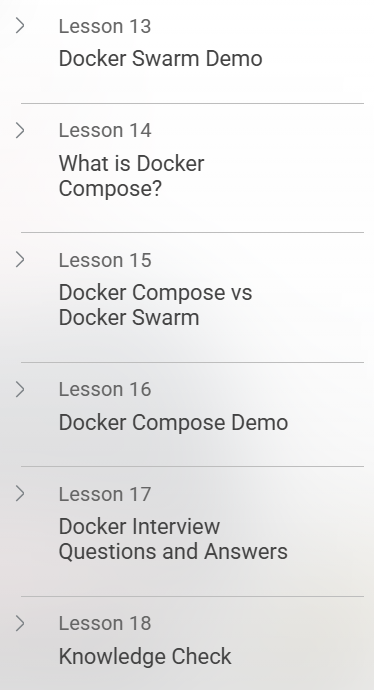 Lesson 13
Docker Swarm Demo
Lesson 14
What is Docker
Compose?
Lesson 15
Docker Compose vs
Docker Swarm
Lesson 16
Docker Compose Demo
Lesson 17
Docker Interview
Questions and Answers
Lesson 18
Knowledge Check